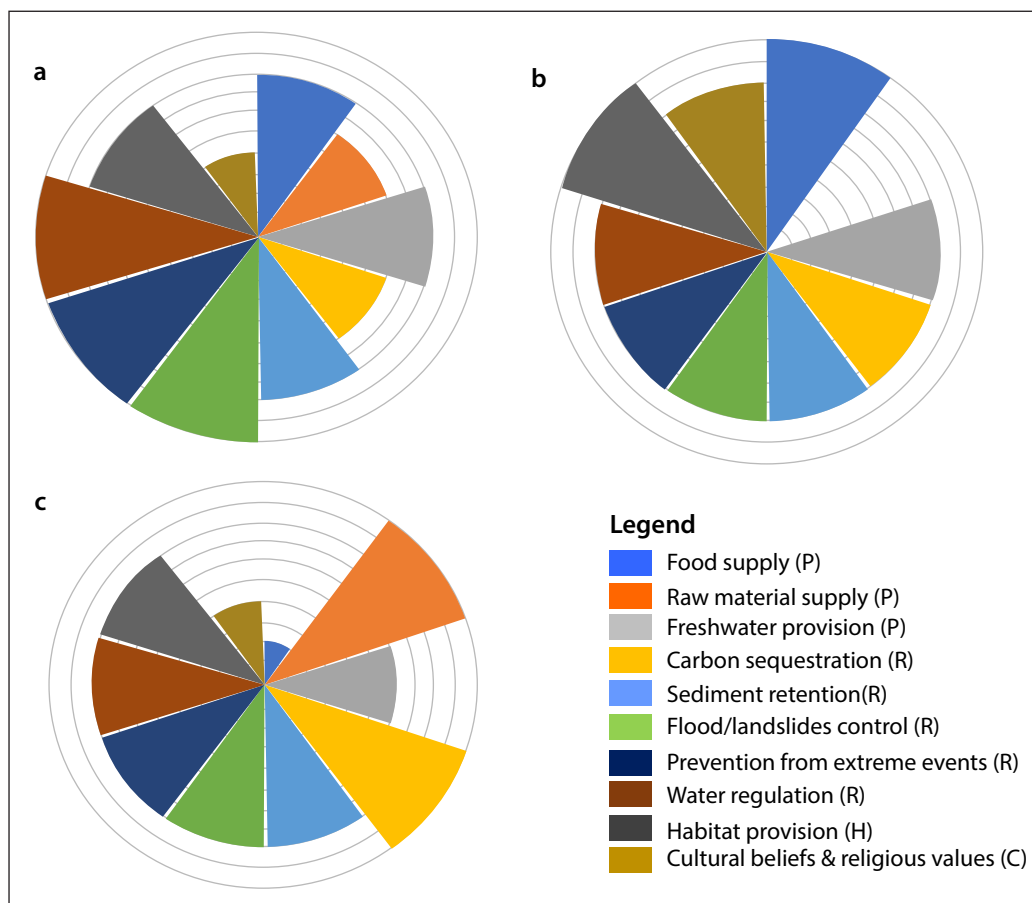 a
b
c
Legend
Food supply (P)
Raw material supply (P)
Freshwater provision (P)
Carbon sequestration (R)
Sediment retention(R)
Flood/landslides control (R)
Prevention from extreme events (R)
Water regulation (R)
Habitat provision (H)
Cultural beliefs & religious values (C)